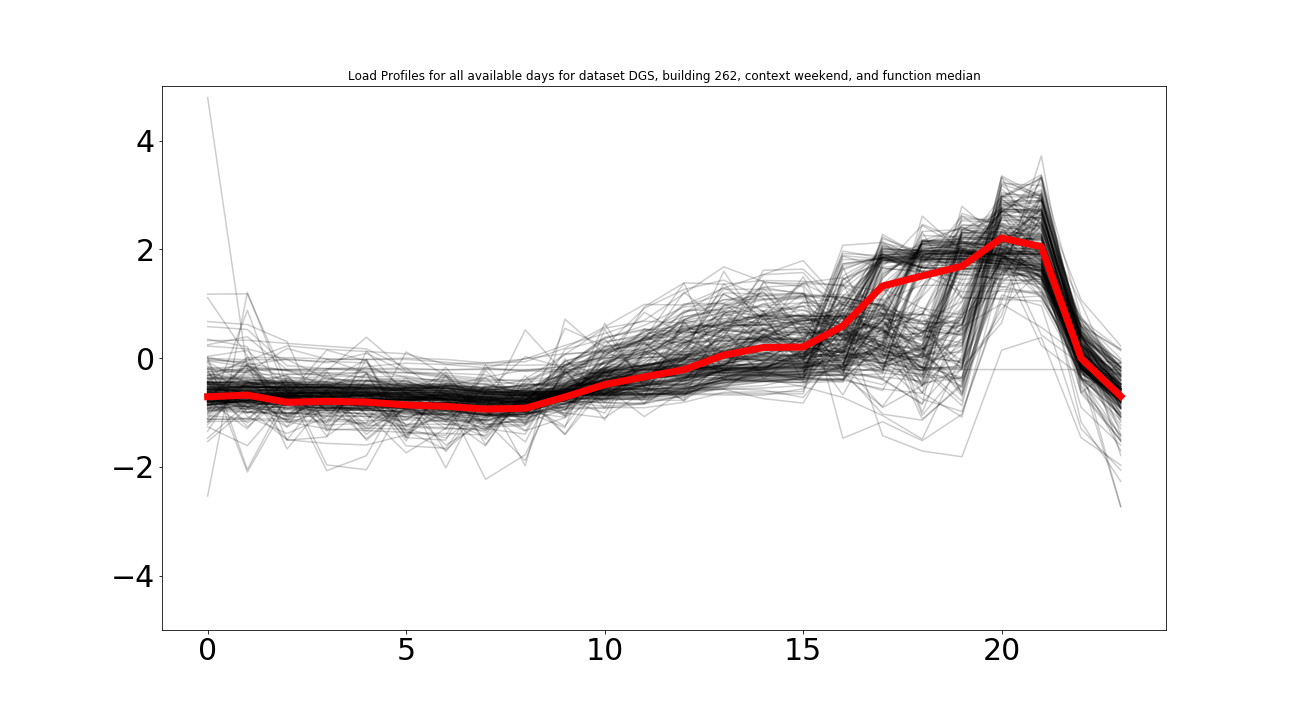 Load Profiles for all available days for dataset DGS, building 262, context weekend, and function median
4
2
0
−2
−4
0 5 10 15 20